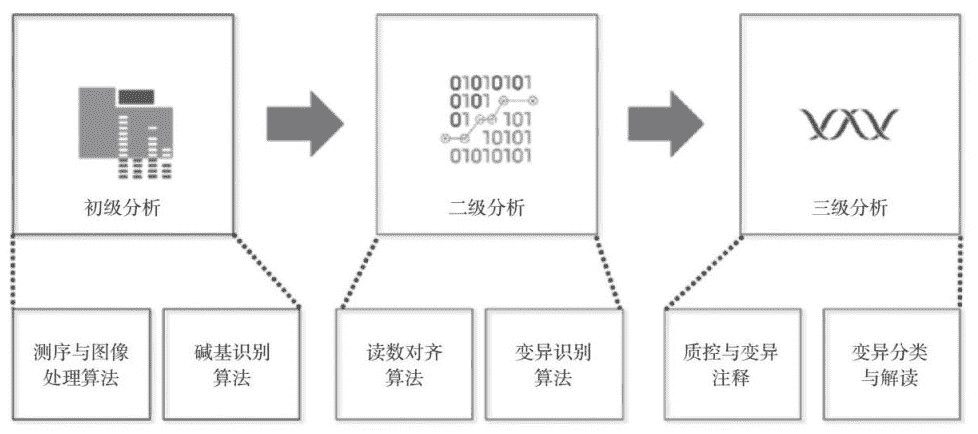 01010101
0101
01 101
10101
01010101
初级分析
二级分析
三级分析
测序与图像
处理算法
碱基识别
算法
读数对齐
算法
变异识别
算法
质控与变异
注释
变异分类
与解读